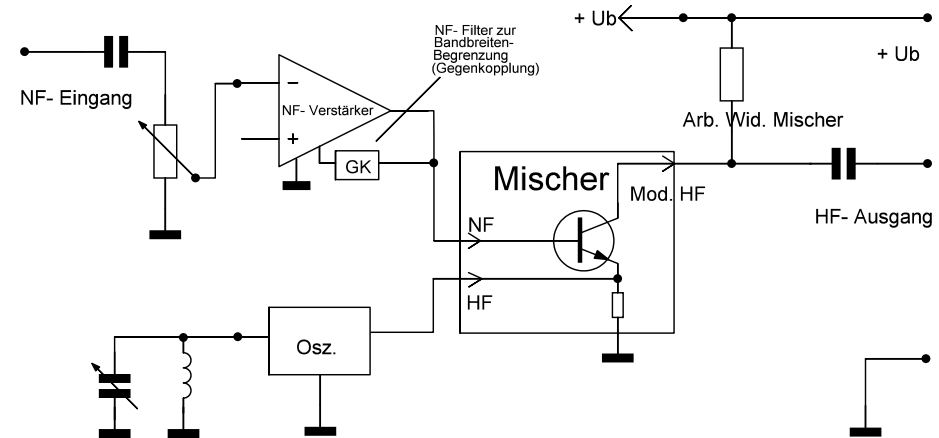 + Ub
NF- Filter zur
Bandbreiten-
Begrenzung
(Gegenkopplung)
+ Ub
NF- Eingang
−
NF- Verstärker
+
Arb. Wid. Mischer
GK
Mischer
Mod. HF
HF- Ausgang
NF
HF
Osz.